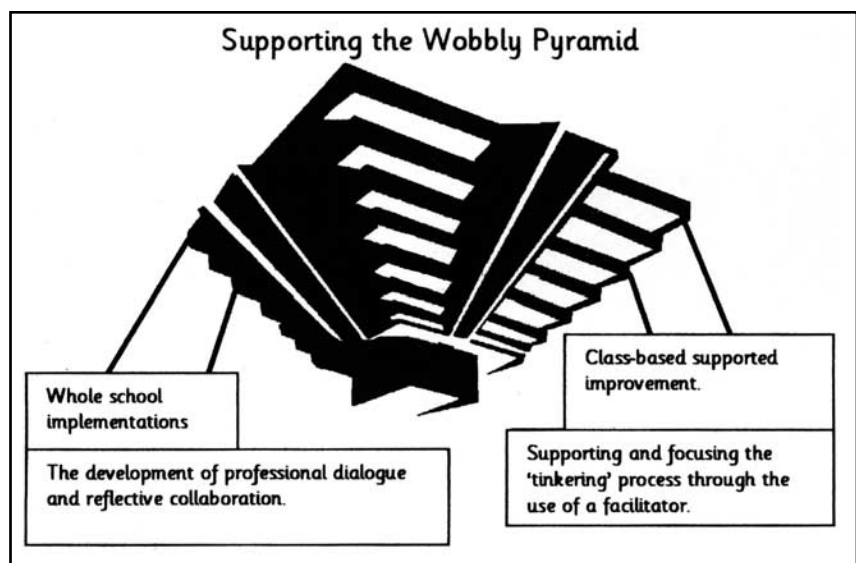 Supporting the Wobbly Pyramid
Whole school
implementations
The development of professional dialogue
and reflective collaboration.
Class-based supported
improvement.
Supporting and focusing the
‘tinkering’ process through the
use of a facilitator.